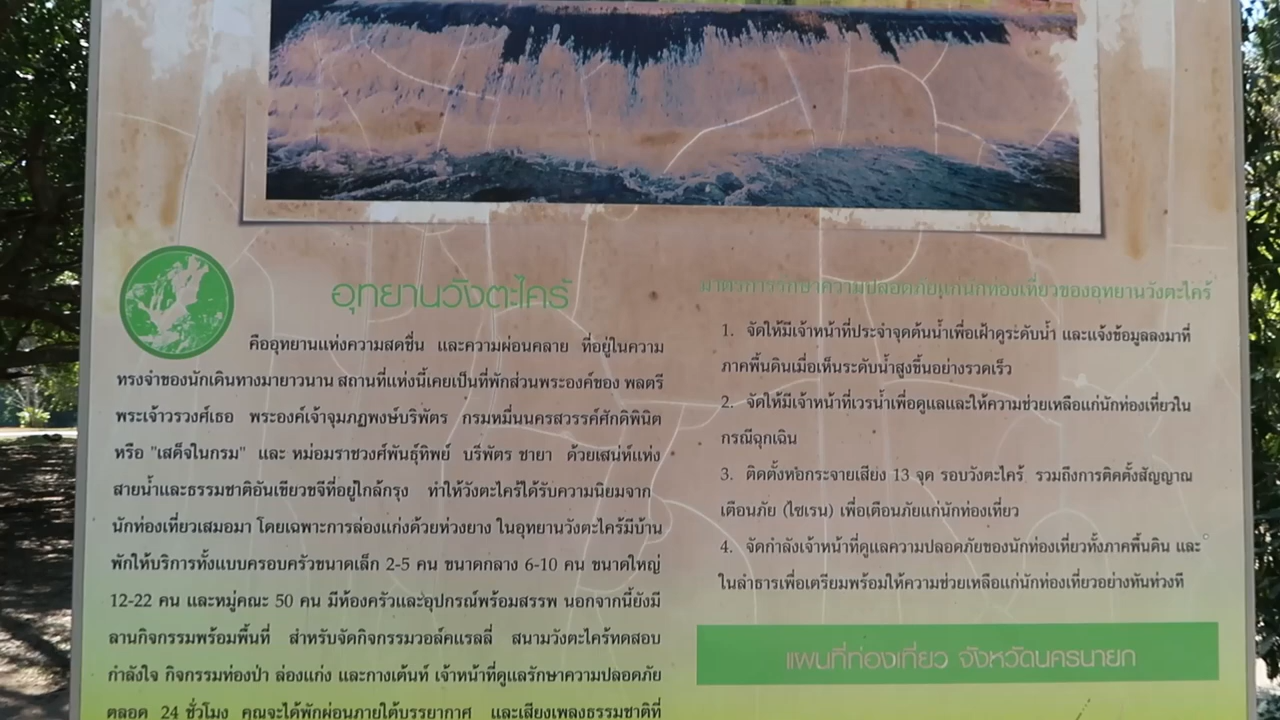 อุทยานวังตะไคร้
คืออุทยานแห่งความสดชื่น และความผ่อนคลาย ที่อยู่ในความ
ทรงจำของนักเดินทางมายาวนาน สถานที่แห่งนี้เคยเป็นที่พักส่วนพระองค์ของ พลตรี
พระเจ้าวรวงศ์เธอ พระองค์เจ้าจุมภฏพงษ์บริพัตร กรมหมื่นนครสวรรค์ศักดิพินิต
หรือ "เสด็จในกรม" และ หม่อมราชวงศ์พันธุ์ทิพย์ บริพัตร ชายา ด้วยเสน่ห์แห่ง
สายน้ำและธรรมชาติอันเขียวขจีที่อยู่ใกล้กรุง ทำให้วังตะไคร้ได้รับความนิยมจาก
นักท่องเที่ยวเสมอมา โดยเฉพาะการล่องแก่งด้วยห่วงยาง ในอุทยานวังตะไคร้มีบ้าน
พักให้บริการทั้งแบบครอบครัวขนาดเล็ก 2-5 คน ขนาดกลาง 6-10 คน ขนาดใหญ่
12-22 คน และหมู่คณะ 50 คน มีห้องครัวและอุปกรณ์พร้อมสรรพ นอกจากนี้ยังมี
ลานกิจกรรมพร้อมพื้นที่ สำหรับจัดกิจกรรมวอล์คแรลลี่ สนามวังตะไคร้ทดสอบ
กำลังใจ กิจกรรมท่องป่า ล่องแก่ง และกางเต้นท์ เจ้าหน้าที่ดูแลรักษาความปลอดภัย
ตลอด 24 ชั่วโมง คุณจะได้พักผ่อนภายใต้บรรยากาศ และเสียงเพลงธรรมชาติที่
มาตรการรักษาความปลอดภัยแก่นักท่องเที่ยวของอุทยานวังตะไคร้
1. จัดให้มีเจ้าหน้าที่ประจำจุดต้นน้ำเพื่อเฝ้าดูระดับน้ำ และแจ้งข้อมูลลงมาที่
ภาคพื้นดินเมื่อเห็นระดับน้ำสูงขึ้นอย่างรวดเร็ว
2. จัดให้มีเจ้าหน้าที่เวรน้ำเพื่อดูแลและให้ความช่วยเหลือแก่นักท่องเที่ยวใน
กรณีฉุกเฉิน
3. ติดตั้งหอกระจายเสียง 13 จุด รอบวังตะไคร้ รวมถึงการติดตั้งสัญญาณ
เตือนภัย (ไซเรน) เพื่อเตือนภัยแก่นักท่องเที่ยว
4. จัดกำลังเจ้าหน้าที่ดูแลความปลอดภัยของนักท่องเที่ยวทั้งภาคพื้นดิน และ
ในลำธารเพื่อเตรียมพร้อมให้ความช่วยเหลือแก่นักท่องเที่ยวอย่างทันท่วงที
แผนที่ท่องเที่ยว จังหวัดนครนายก